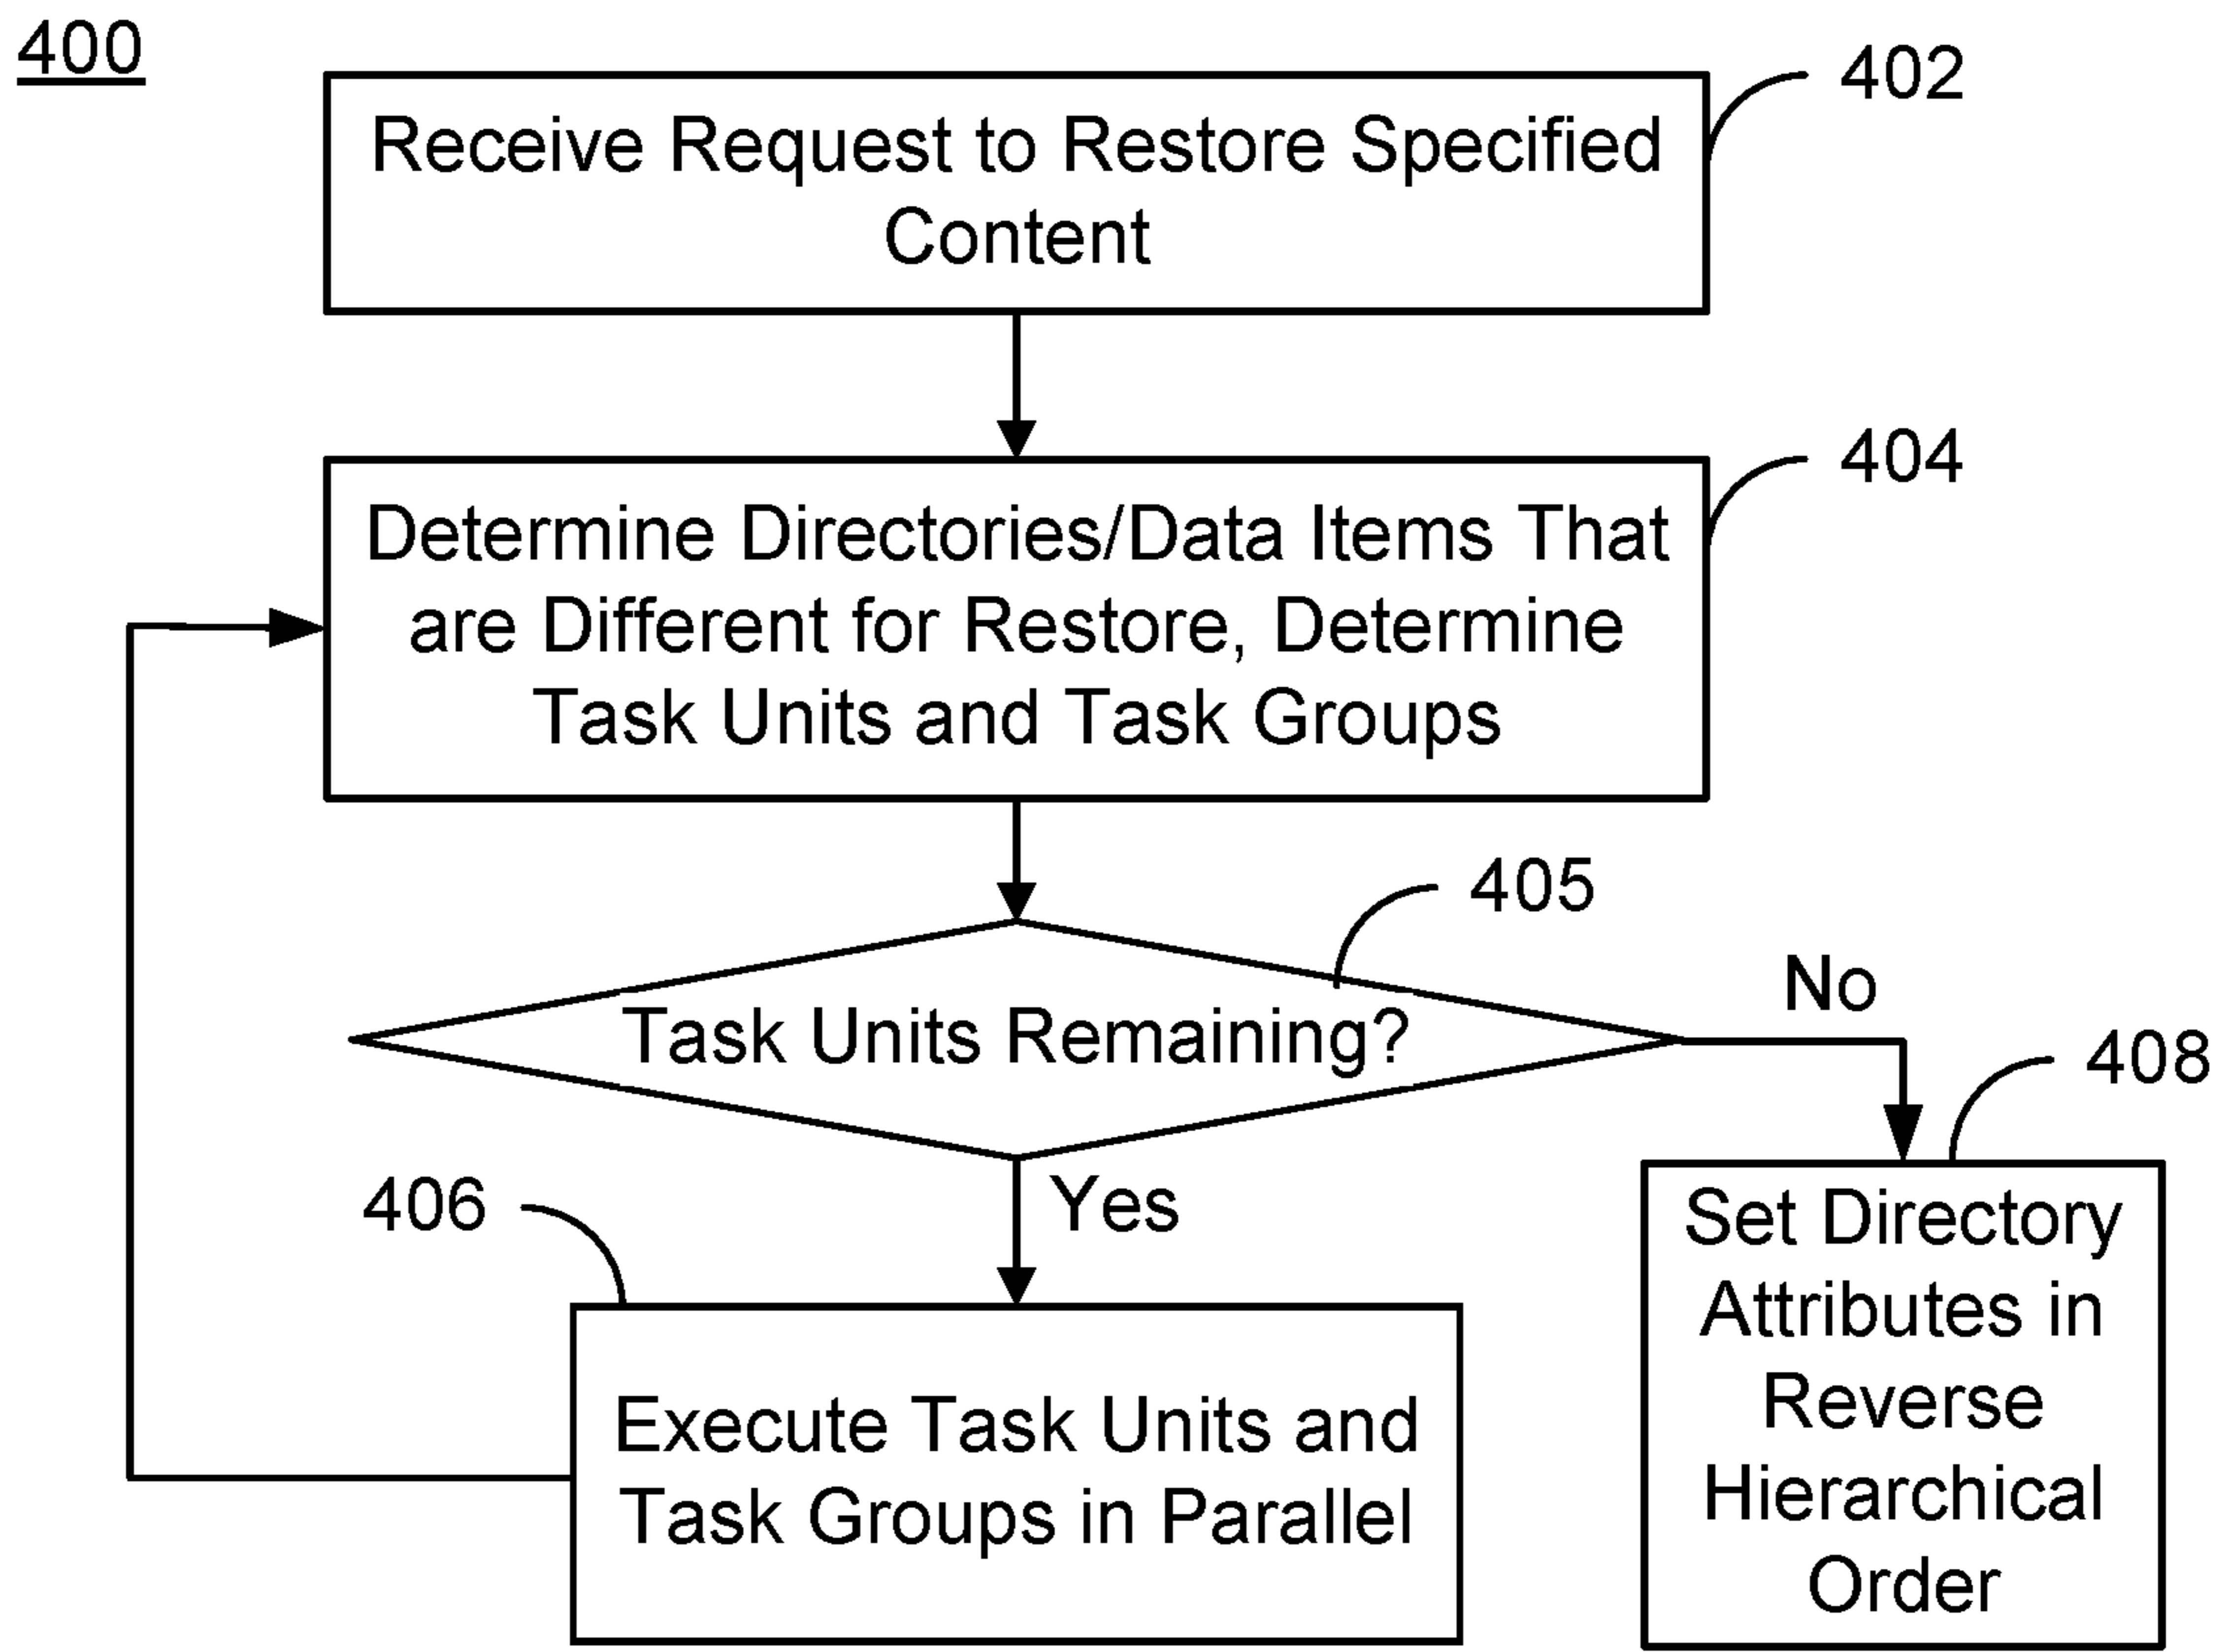 400
402
Receive Request to Restore Specified
Content
404
Determine Directories/Data Items That
are Different for Restore, Determine
Task Units and Task Groups
405
Task Units Remaining?
No
408
Yes
406
Set Directory
Attributes in
Reverse
Hierarchical
Order
Execute Task Units and
Task Groups in Parallel